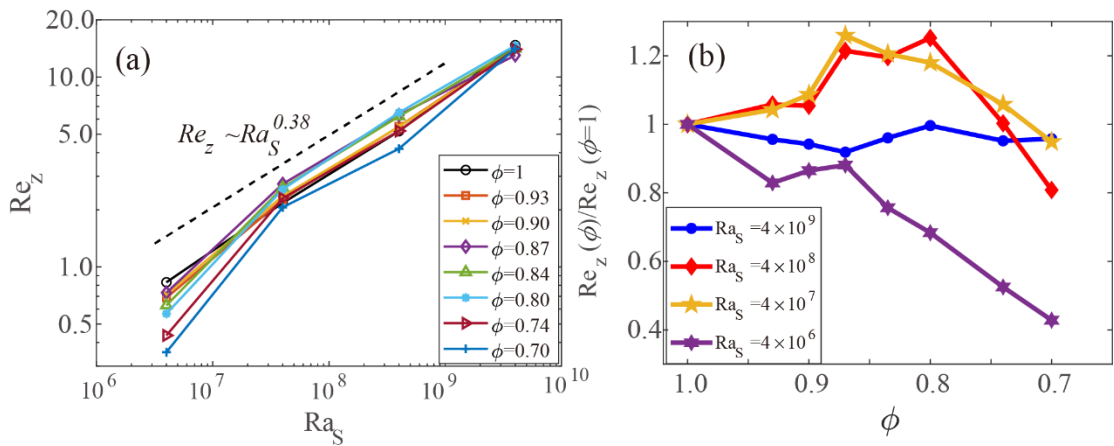 (a)
20.0
10.0
5.0
1.0
0.5
Re_z
Re_z ~Ra_S^0.38
ϕ=1
ϕ=0.93
ϕ=0.90
ϕ=0.87
ϕ=0.84
ϕ=0.80
ϕ=0.74
ϕ=0.70
10^6 10^7 10^8 10^9 10^10
Ra_S
(b)
1.2
1
0.8
0.6
0.4
Re_z (ϕ)/Re_z (ϕ=1)
Ra_S =4×10^9
Ra_S =4×10^8
Ra_S =4×10^7
Ra_S =4×10^6
1.0 0.9 0.8 0.7
ϕ